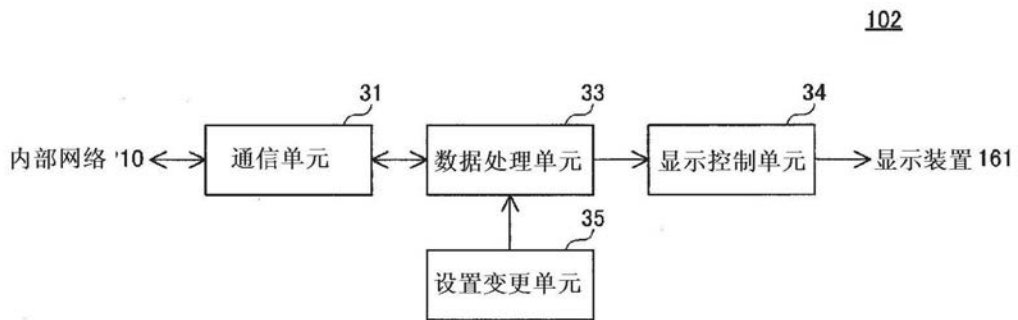 102
31
33
34
内部网络 '10
通信单元
数据处理单元
显示控制单元
显示装置 161
35
设置变更单元